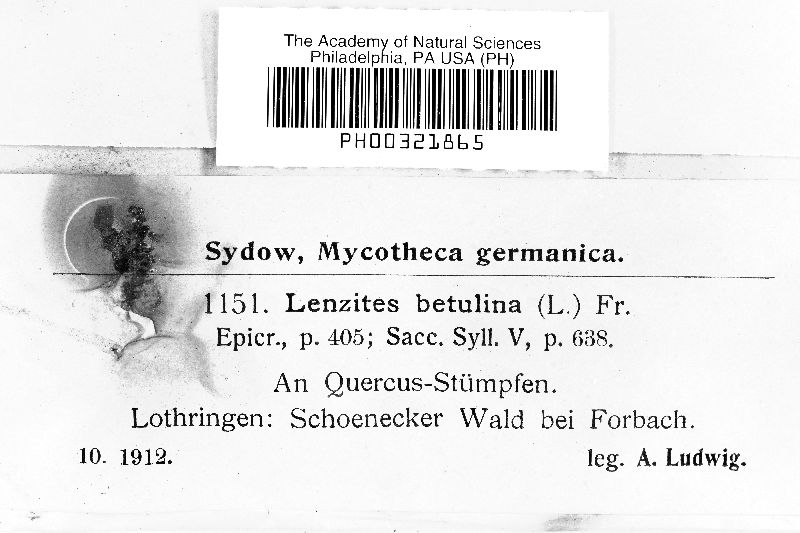 The Academy of Natural Sciences
Philadelphia, PA USA (PH)
PH00321865
Sydow, Mycotheca germanica.
1151. Lenzites betulina (L.) Fr.
Epicr., p. 405; Sacc. Syll. V, p. 638.
An Quercus-Stümpfen.
Lothringen: Schoenecker Wald bei Forbach.
10. 1912.
leg. A. Ludwig.